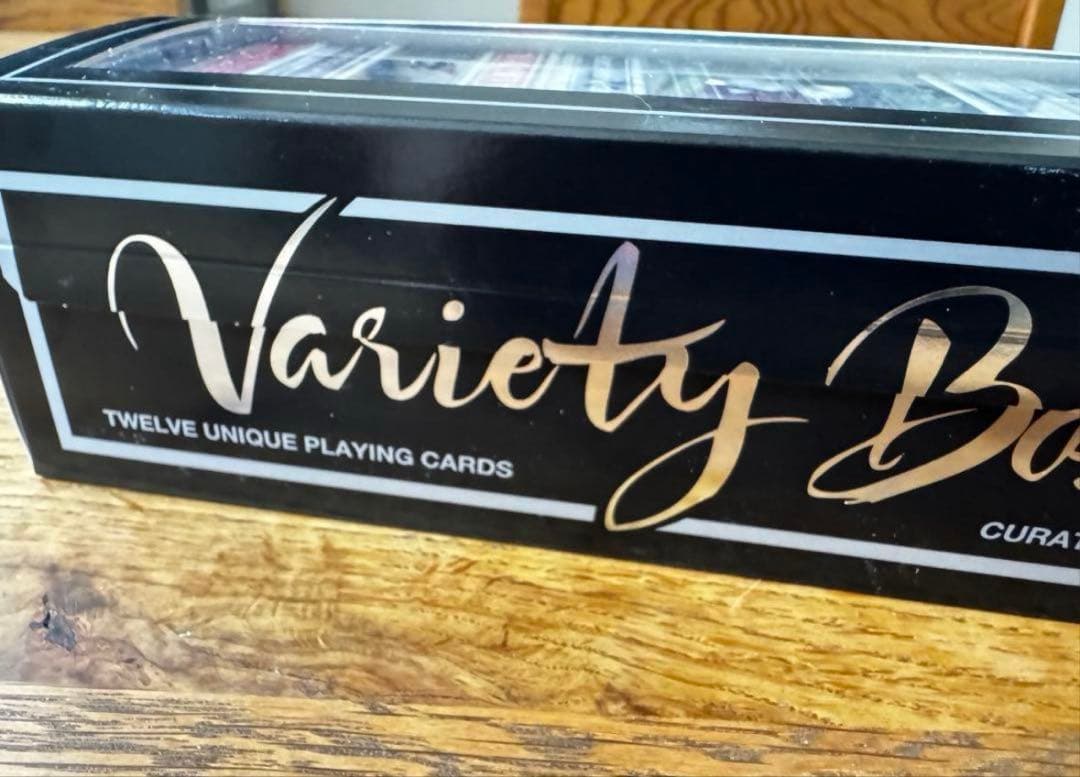 Variety Bo
TWELVE UNIQUE PLAYING CARDS
CURAT